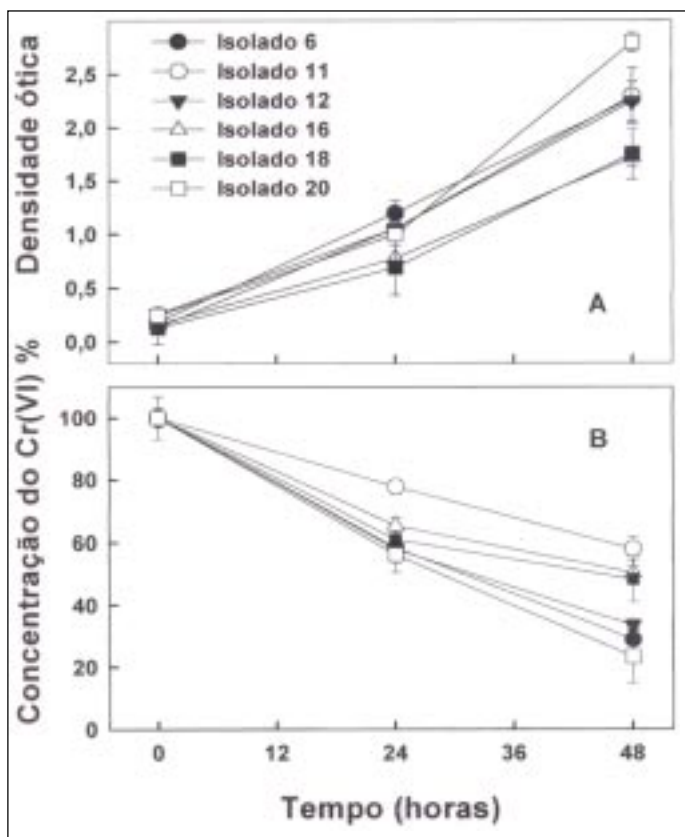 Densidade ótica
2,5
2,0
1,5
1,0
0,5
0,0
Isolado 6
Isolado 11
Isolado 12
Isolado 16
Isolado 18
Isolado 20
A
Concentração do Cr(VI) %
100
80
60
40
20
0
B
0
12
24
36
48
Tempo (horas)